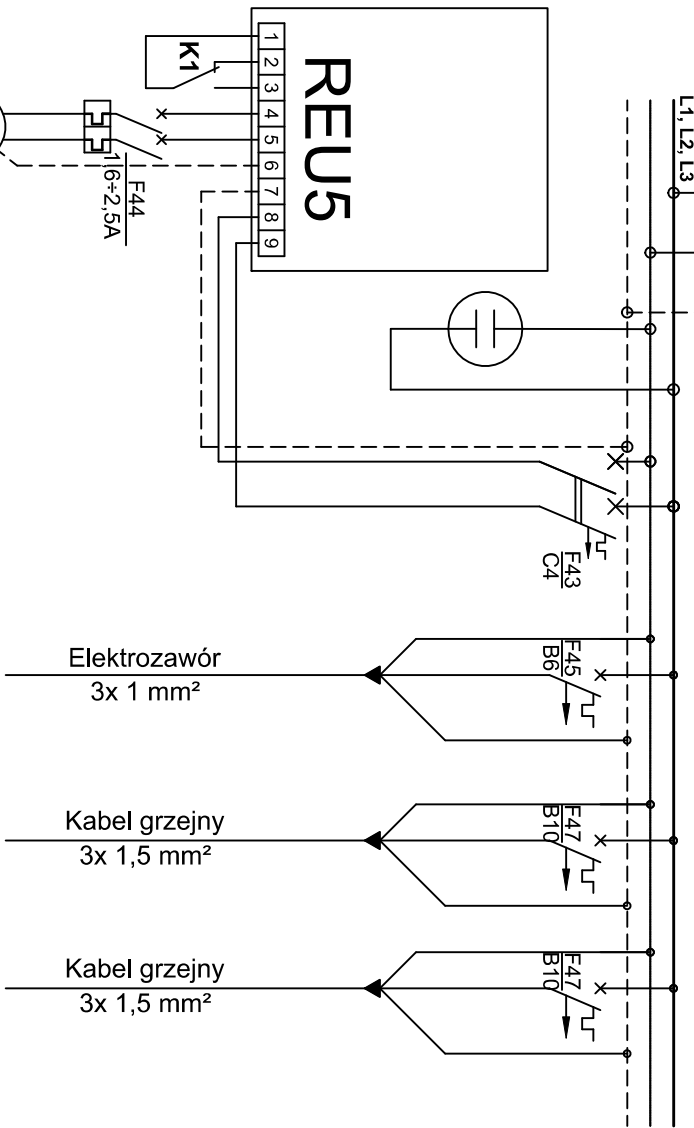 L1, L2, L3
REU5
1
2
3
4
5
6
7
8
9
K1
F44
1,6÷2,5A
F43
C4
F45
B6
Elektrozawór
3x 1 mm²
F47
B10
Kabel grzejny
3x 1,5 mm²
F47
B10
Kabel grzejny
3x 1,5 mm²